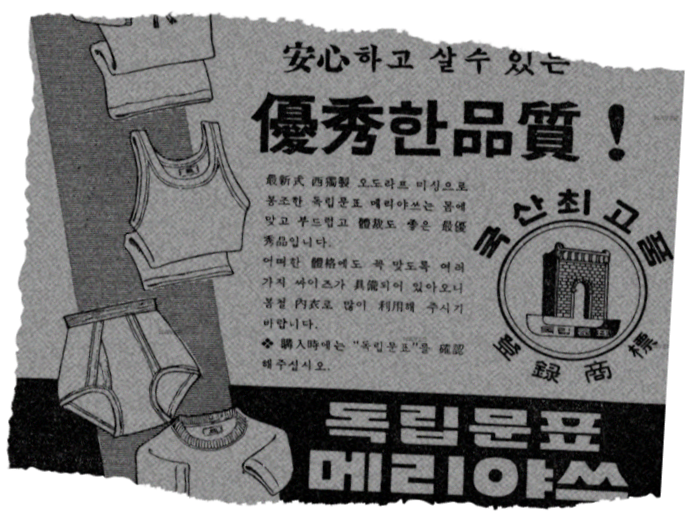 安心하고 살수 있는
優秀한品質!
最新式 西獨製 오도라르 미싱으로
봉조한 독립문표 메리야쓰는 몸에
맞고 부드럽고 體裁도 좋은 最優
秀品입니다.
어떠한 體格에도 꼭 맞도록 여러
가지 싸이즈가 具備되어 있아오니
봉점 內衣로 많이 利用해 주시기
바랍니다.
❖ 購入時에는 "독립문표"를 確認
해주십시오.
국산최고품
독립문표
登録商標
독립문표
메리야쓰